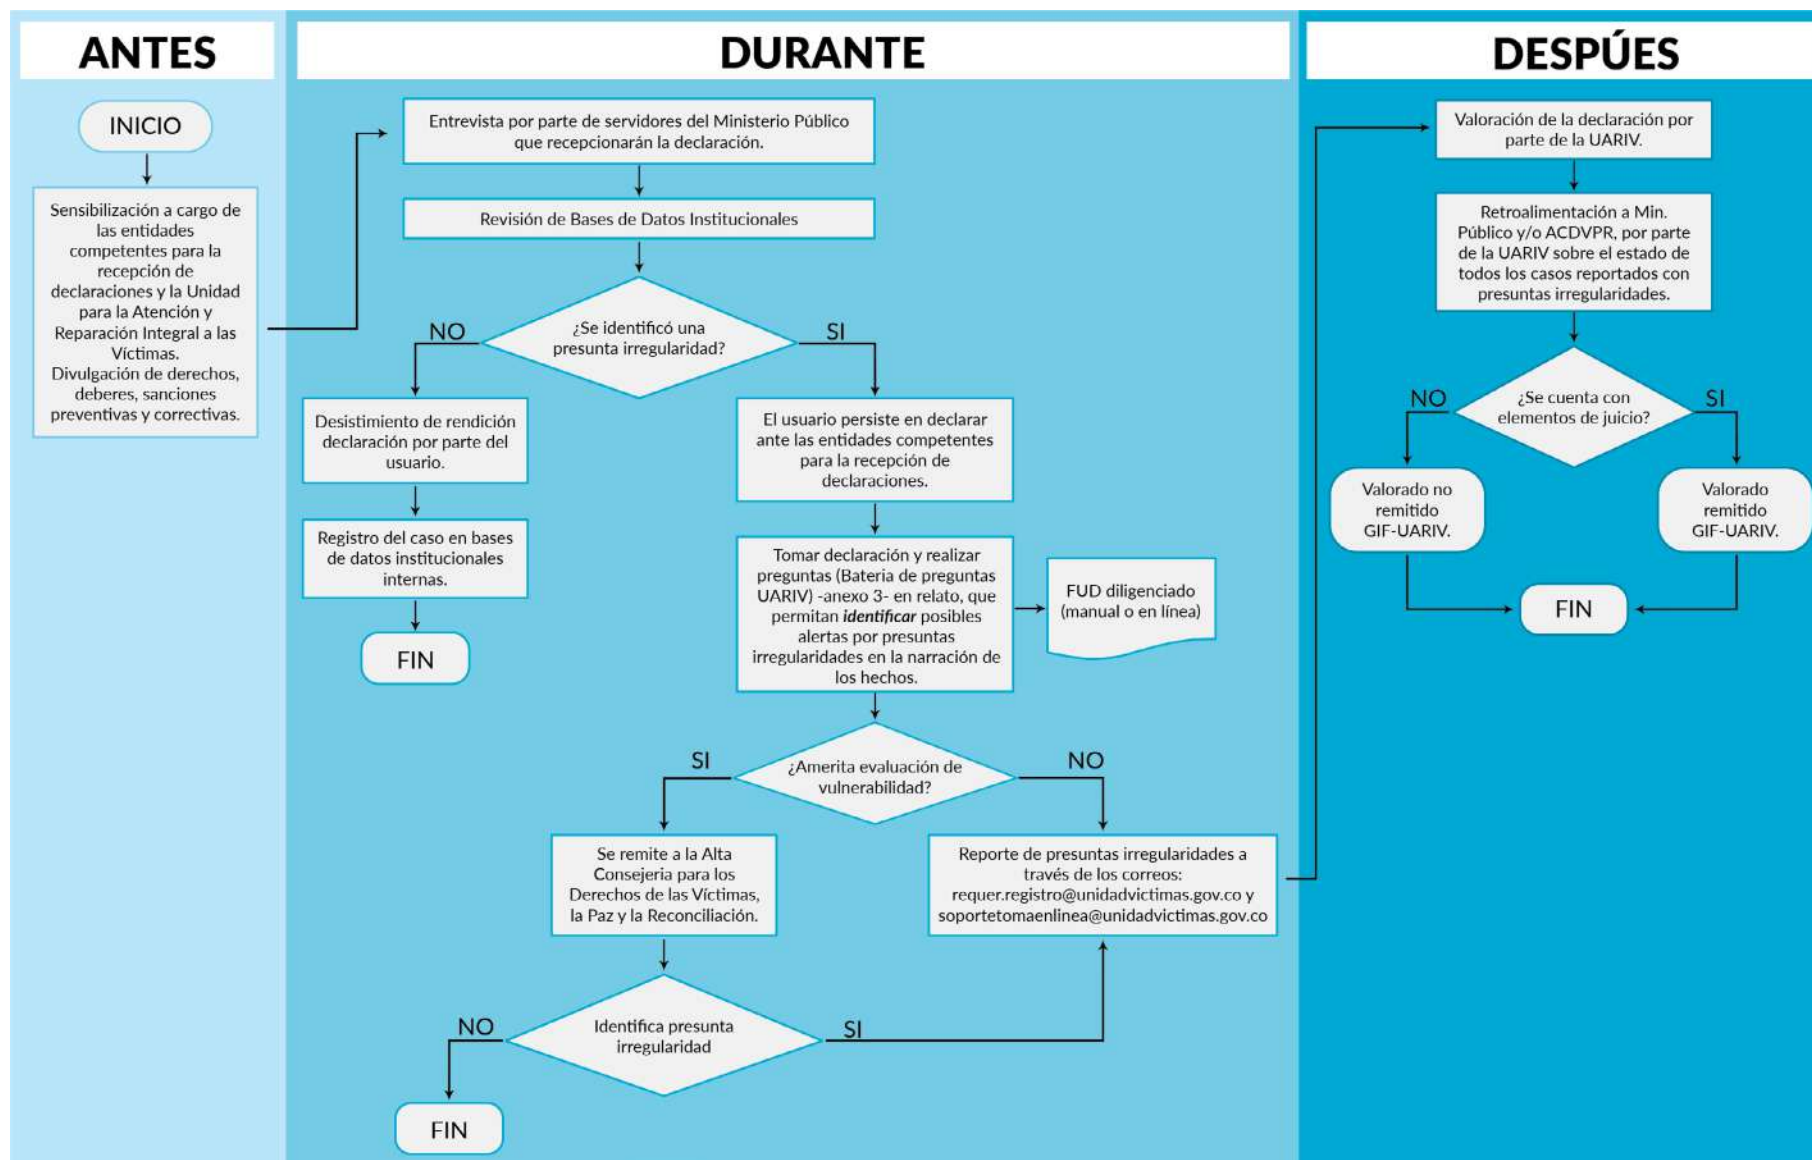 ANTES
INICIO
Sensibilización a cargo de
las entidades
competentes para la
recepción de
declaraciones y la Unidad
para la Atención y
Reparación Integral a las
Víctimas.
Divulgación de derechos,
deberes, sanciones
preventivas y correctivas.
DURANTE
Entrevista por parte de servidores del Ministerio Público
que recepcionarán la declaración.
Revisión de Bases de Datos Institucionales
¿Se identificó una
presunta irregularidad?
NO
SI
Desistimiento de rendición
declaración por parte del
usuario.
Registro del caso en bases
de datos institucionales
internas.
FIN
El usuario persiste en declarar
ante las entidades competentes
para la recepción de
declaraciones.
Tomar declaración y realizar
preguntas (Bateria de preguntas
UARIV) -anexo 3- en relato, que
permitan identificar posibles
alertas por presuntas
irregularidades en la narración de
los hechos.
FUD diligenciado
(manual o en línea)
¿Amerita evaluación de
vulnerabilidad?
SI
NO
Se remite a la Alta
Consejeria para los
Derechos de las Víctimas,
la Paz y la Reconciliación.
Reporte de presuntas irregularidades a
través de los correos:
requer.registro@unidadvictimas.gov.co y
soportetomaenlinea@unidadvictimas.gov.co
Identifica presunta
irregularidad
NO
SI
FIN
DESPÚES
Valoración de la declaración por
parte de la UARIV.
Retroalimentación a Min.
Público y/o ACDVPR, por parte
de la UARIV sobre el estado de
todos los casos reportados con
presuntas irregularidades.
¿Se cuenta con
elementos de juicio?
NO
SI
Valorado no
remitido
GIF-UARIV.
Valorado
remitido
GIF-UARIV.
FIN